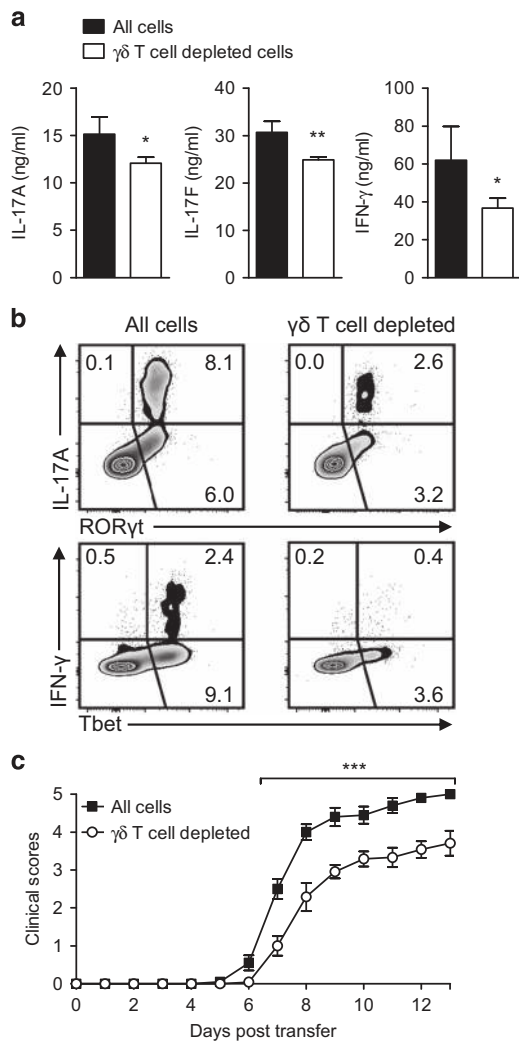 a
All cells
γδ T cell depleted cells
IL-17A (ng/ml)
20
15
10
5
0
*
IL-17F (ng/ml)
40
30
20
10
0
**
IFN-γ (ng/ml)
100
80
60
40
20
0
*
b
All cells
γδ T cell depleted
IL-17A
0.1 8.1
6.0
0.0 2.6
3.2
RORγt
IFN-γ
0.5 2.4
9.1
0.2 0.4
3.6
Tbet
c
***
All cells
γδ T cell depleted
Clinical scores
5
4
3
2
1
0
0 2 4 6 8 10 12
Days post transfer